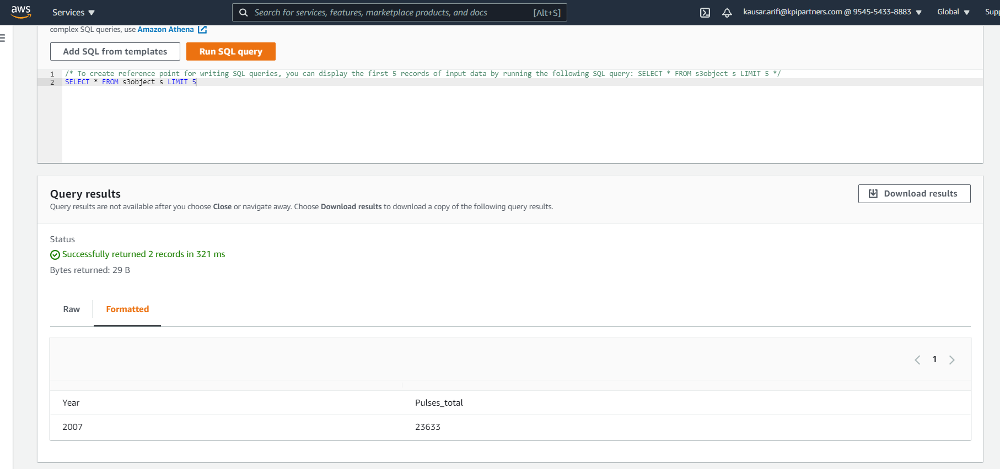 aws Services Search for services, features, marketplace products, and docs [Alt+S] kausar.arifi@kpipartners.com @ 9545-5433-8883 Global Supp
complex SQL queries, use Amazon Athena
Add SQL from templates Run SQL query
1 /* To create reference point for writing SQL queries, you can display the first 5 records of input data by running the following SQL query: SELECT * FROM s3object s LIMIT 5 */
2 SELECT * FROM s3object s LIMIT 5
Query results
Download results
Query results are not available after you choose Close or navigate away. Choose Download results to download a copy of the following query results.
Status
Successfully returned 2 records in 321 ms
Bytes returned: 29 B
Raw Formatted
1
Year Pulses_total
2007 23633